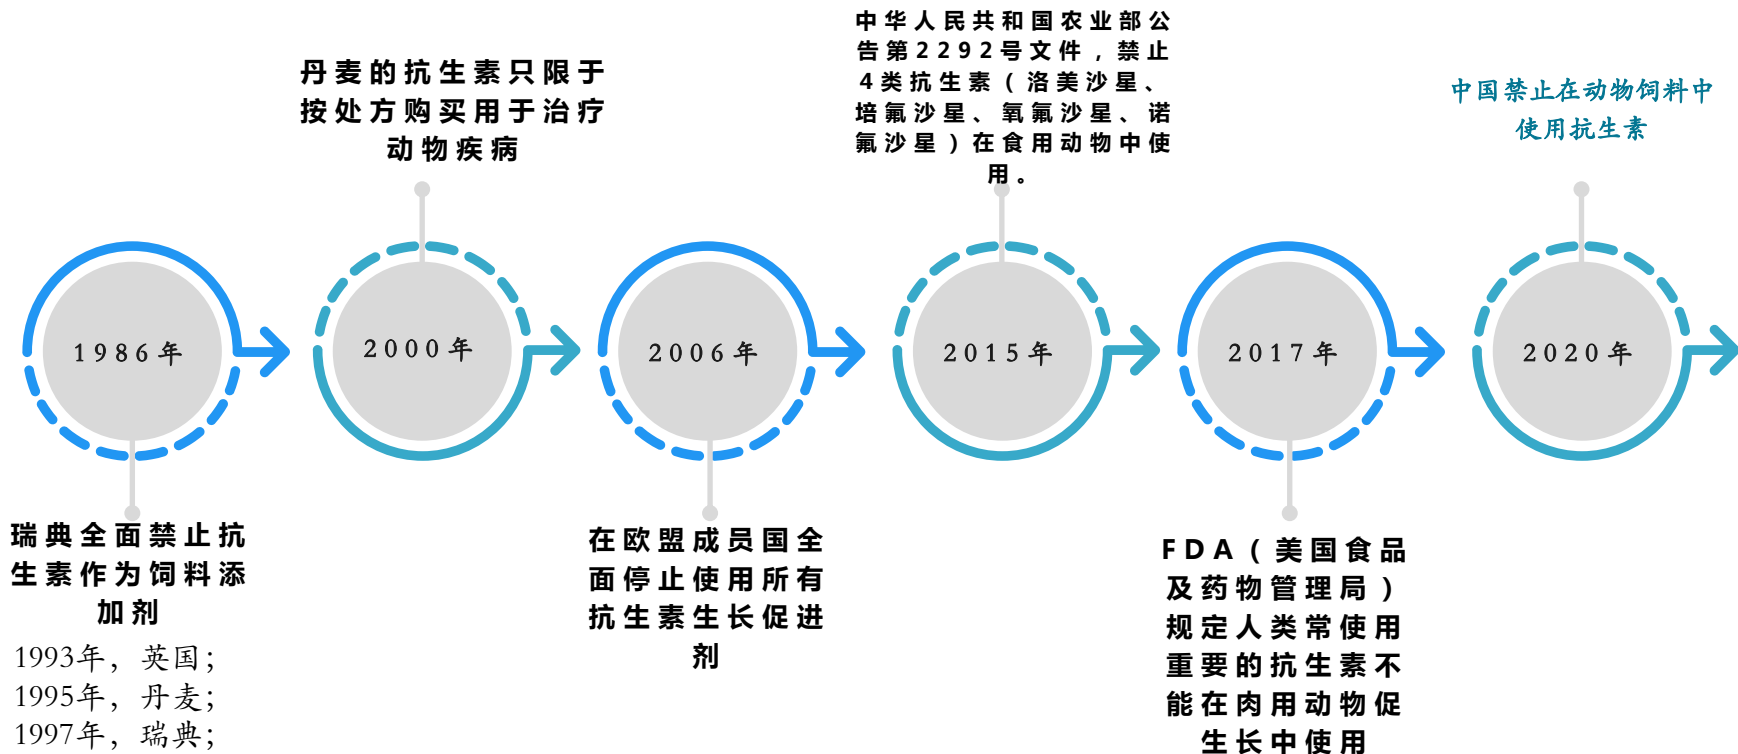 丹麦的抗生素只限于
按处方购买用于治疗
动物疾病
中华人民共和国农业部公
告第2292号文件，禁止
4类抗生素（洛美沙星、
培氟沙星、氧氟沙星、诺
氟沙星）在食用动物中使
用。
中国禁止在动物饲料中
使用抗生素
1986年
2000年
2006年
2015年
2017年
2020年
瑞典全面禁止抗
生素作为饲料添
加剂
1993年，英国；
1995年，丹麦；
1997年，瑞典；
在欧盟成员国全
面停止使用所有
抗生素生长促进
剂
FDA（美国食品
及药物管理局）
规定人类常使用
重要的抗生素不
能在肉用动物促
生长中使用